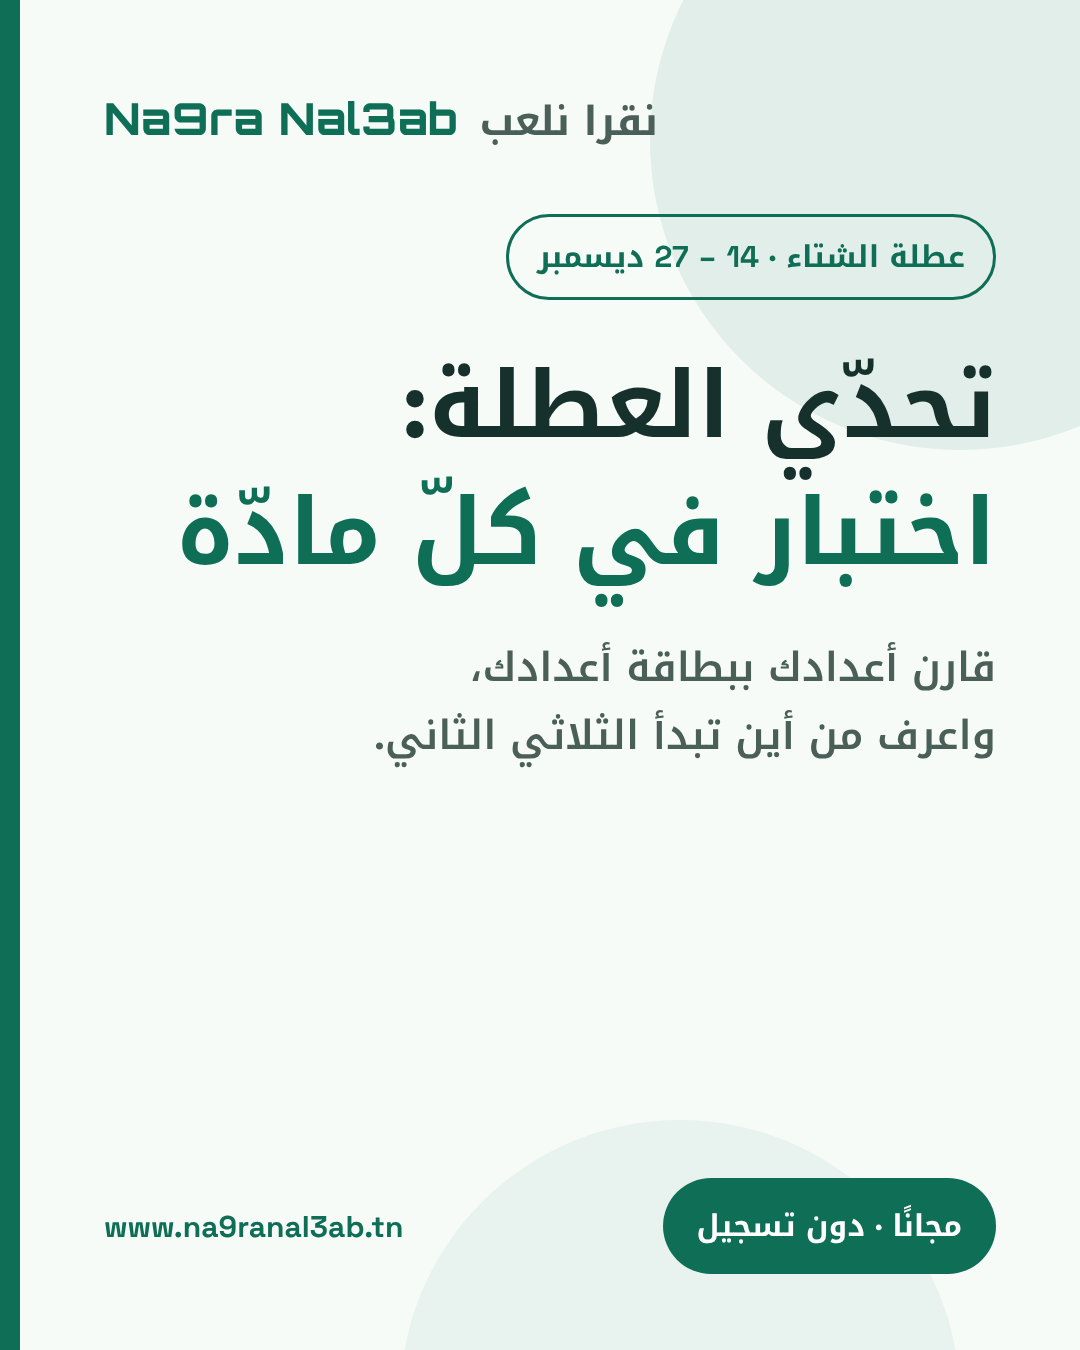 Na9ra Nal3ab نقرا نلعب
عطلة الشتاء · 14 – 27 ديسمبر
تحدّي العطلة:
اختبار في كلّ مادّة
قارن أعدادك ببطاقة أعدادك،
واعرف من أين تبدأ الثلاثي الثاني.
مجانًا · دون تسجيل
www.na9ranal3ab.tn